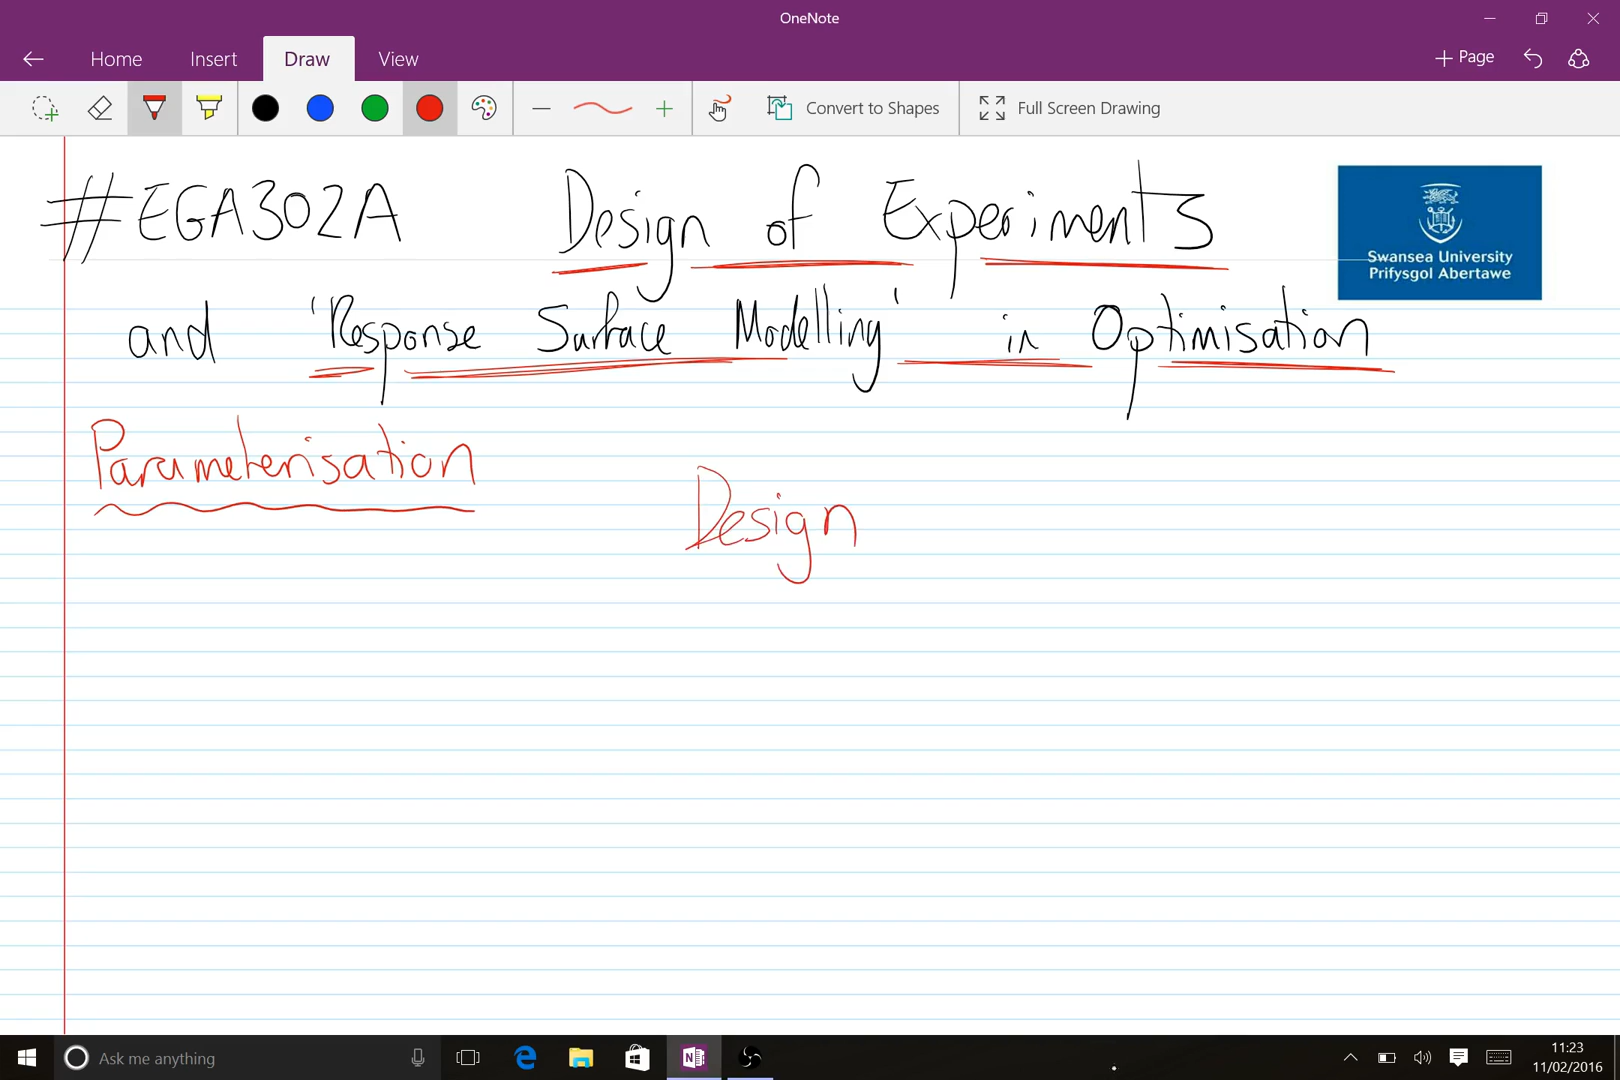 OneNote
Home Insert Draw View + Page
Convert to Shapes Full Screen Drawing
#EGA302A Design of Experiments
and 'Response Surface Modelling' in Optimisation
Swansea University
Prifysgol Abertawe
Parameterisation
Design
Ask me anything
11:23
11/02/2016